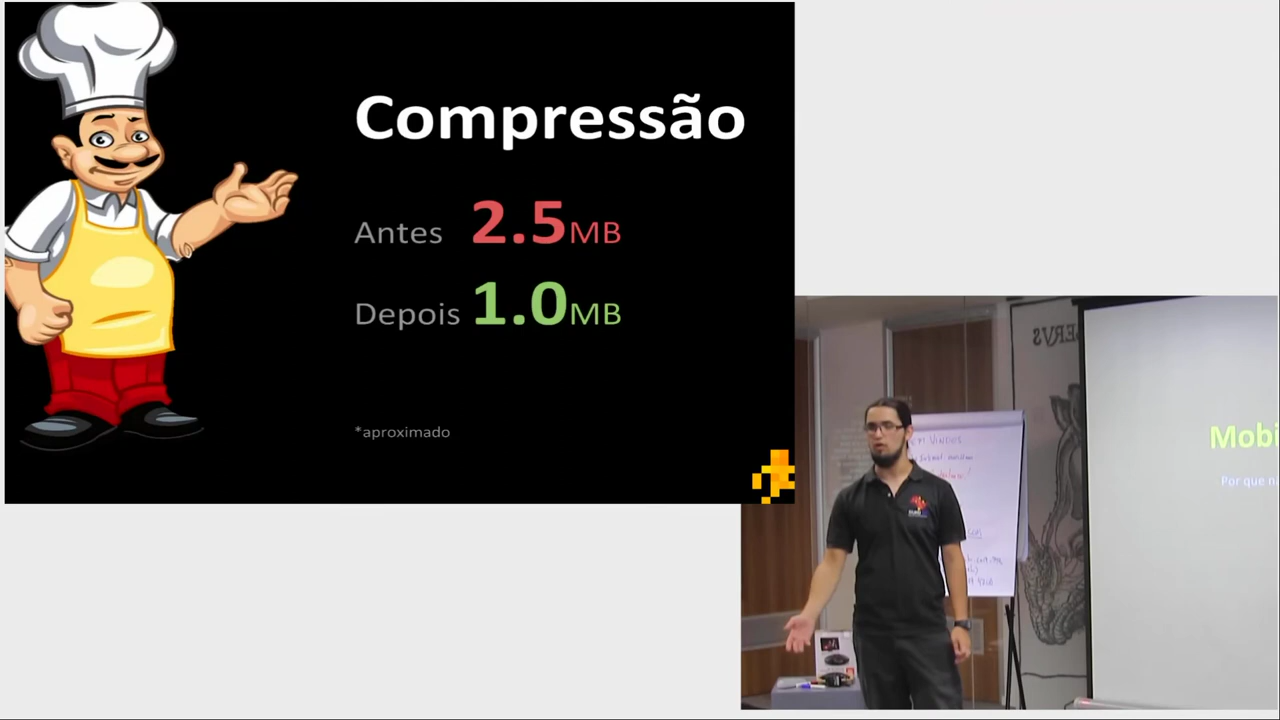 Compressão
Antes 2.5MB
Depois 1.0MB
*aproximado
Mobi
Por que n